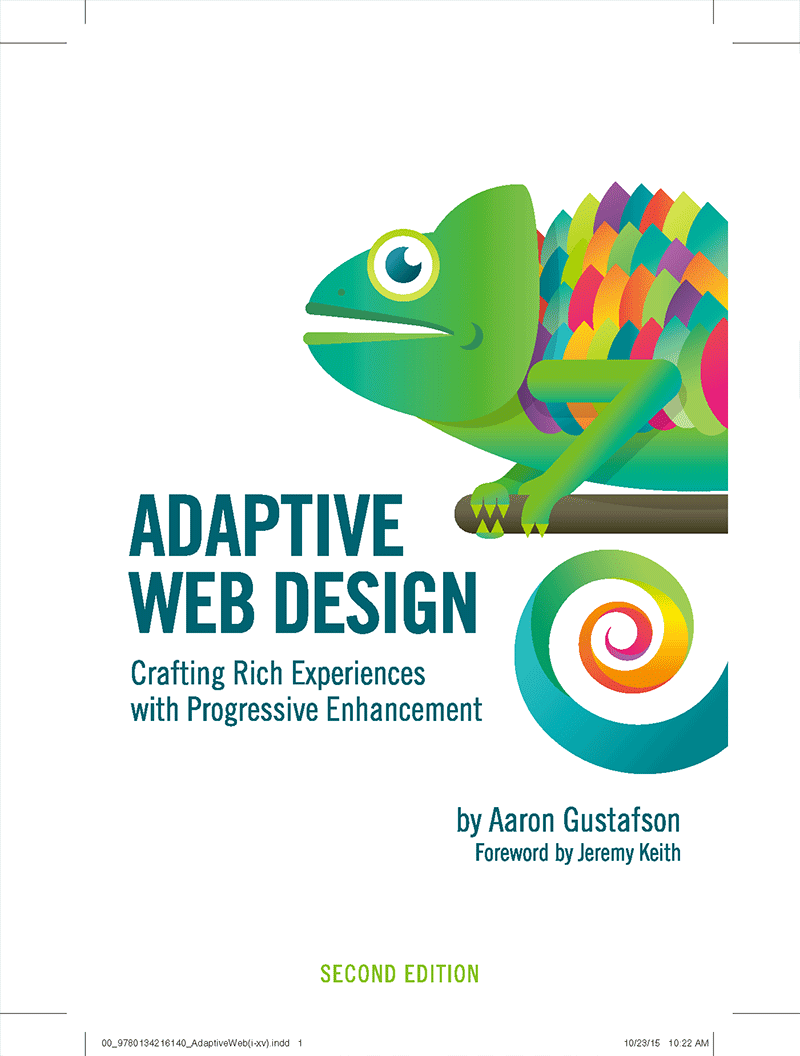 ADAPTIVE
WEB DESIGN
Crafting Rich Experiences
with Progressive Enhancement
by Aaron Gustafson
Foreword by Jeremy Keith
SECOND EDITION
00_9780134216140_AdaptiveWeb(i-xv).indd 1 10/23/15 10:22 AM